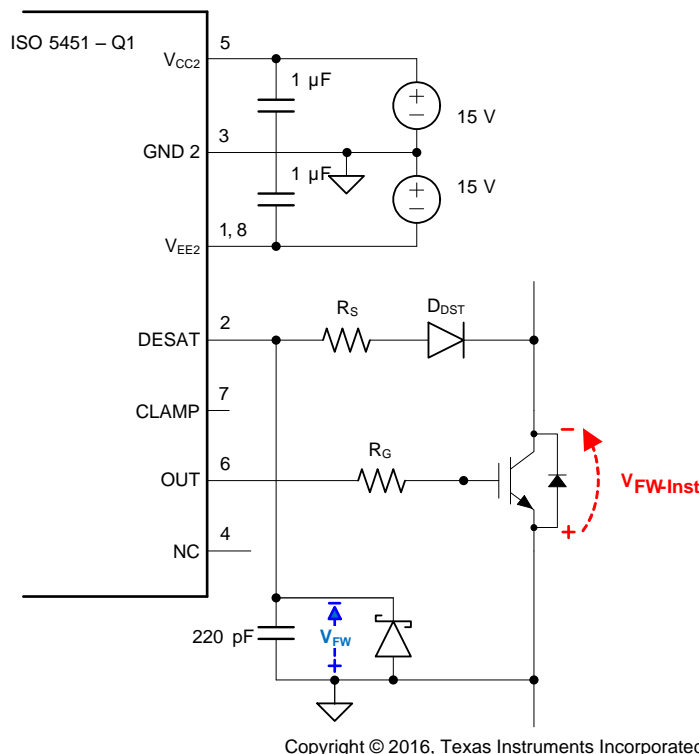 ISO 5451 – Q1
5
VCC2
1 µF
15 V
3
GND 2
1 µF
15 V
1, 8
VEE2
RS
DDST
2
DESAT
7
CLAMP
RG
6
OUT
VFW-Inst
4
NC
220 pF
VFW
Copyright © 2016, Texas Instruments Incorporated